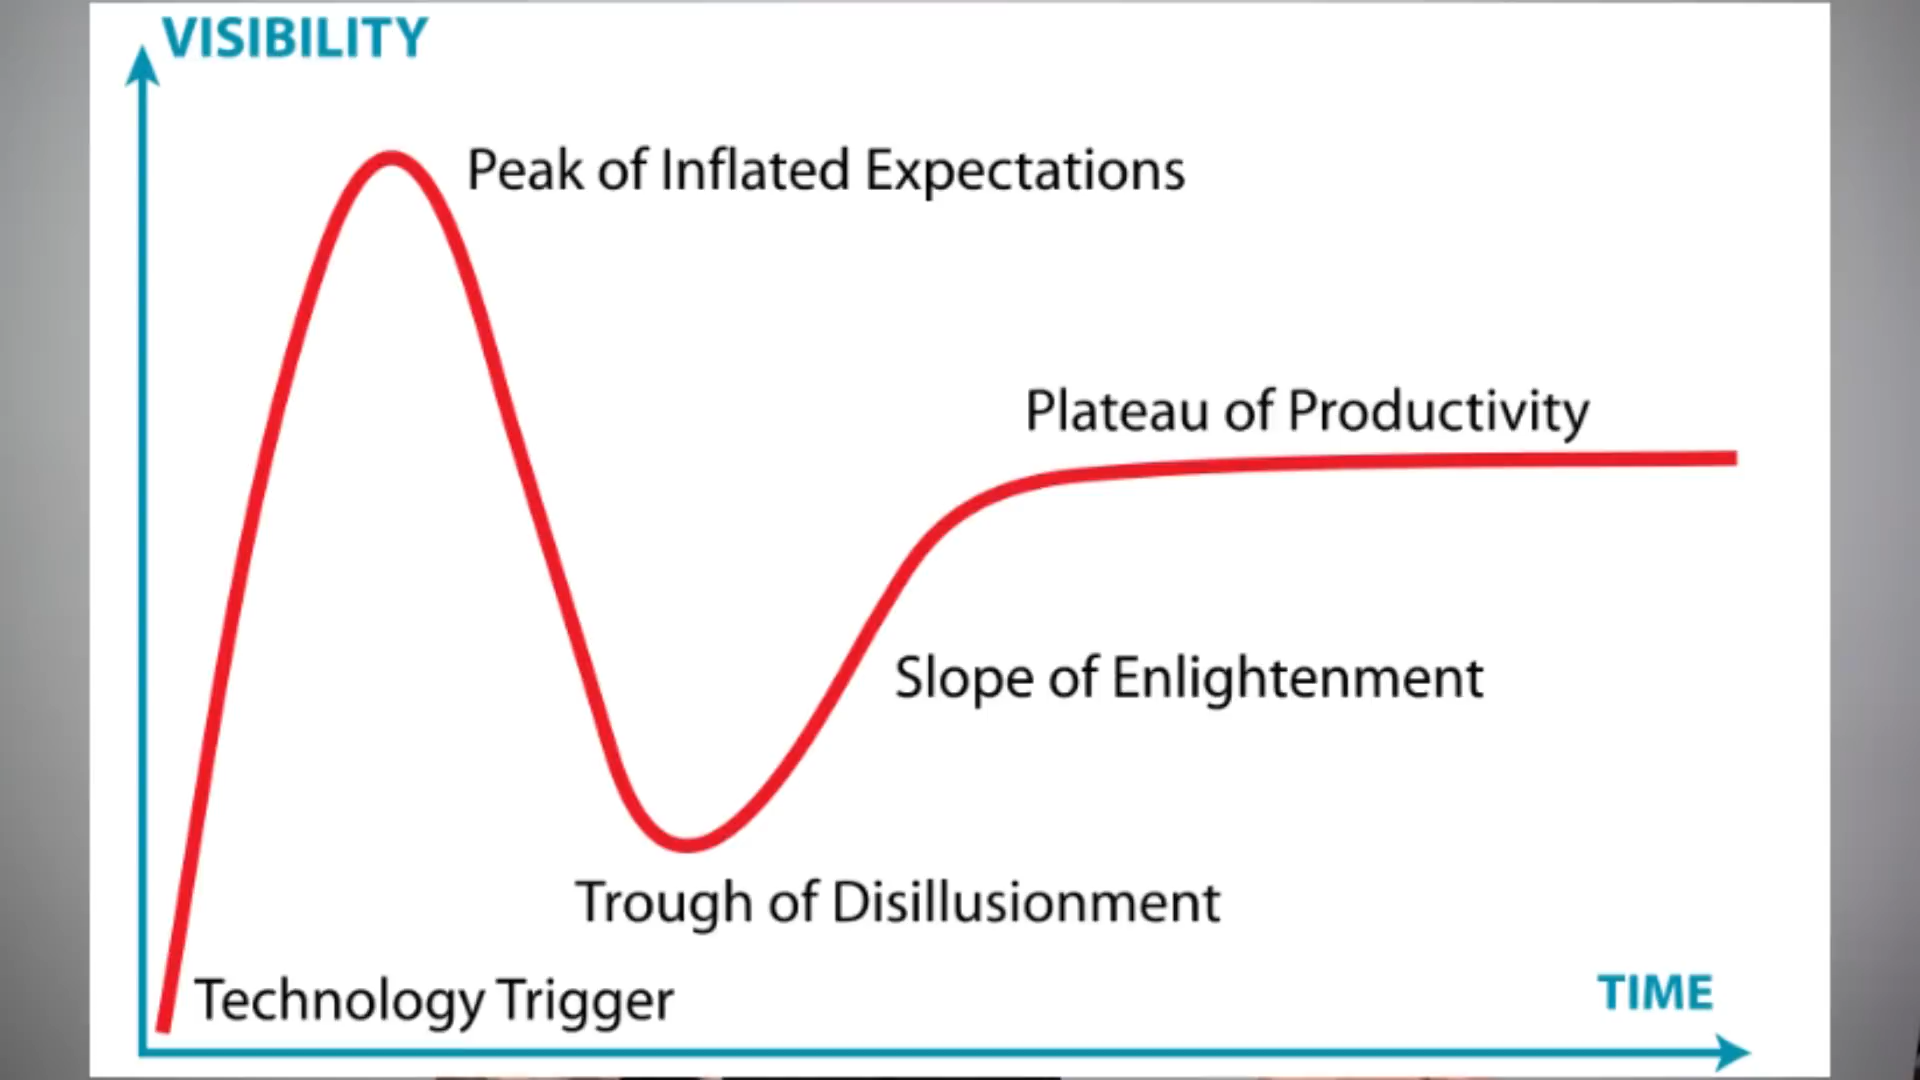 VISIBILITY
Peak of Inflated Expectations
Plateau of Productivity
Slope of Enlightenment
Trough of Disillusionment
Technology Trigger
TIME